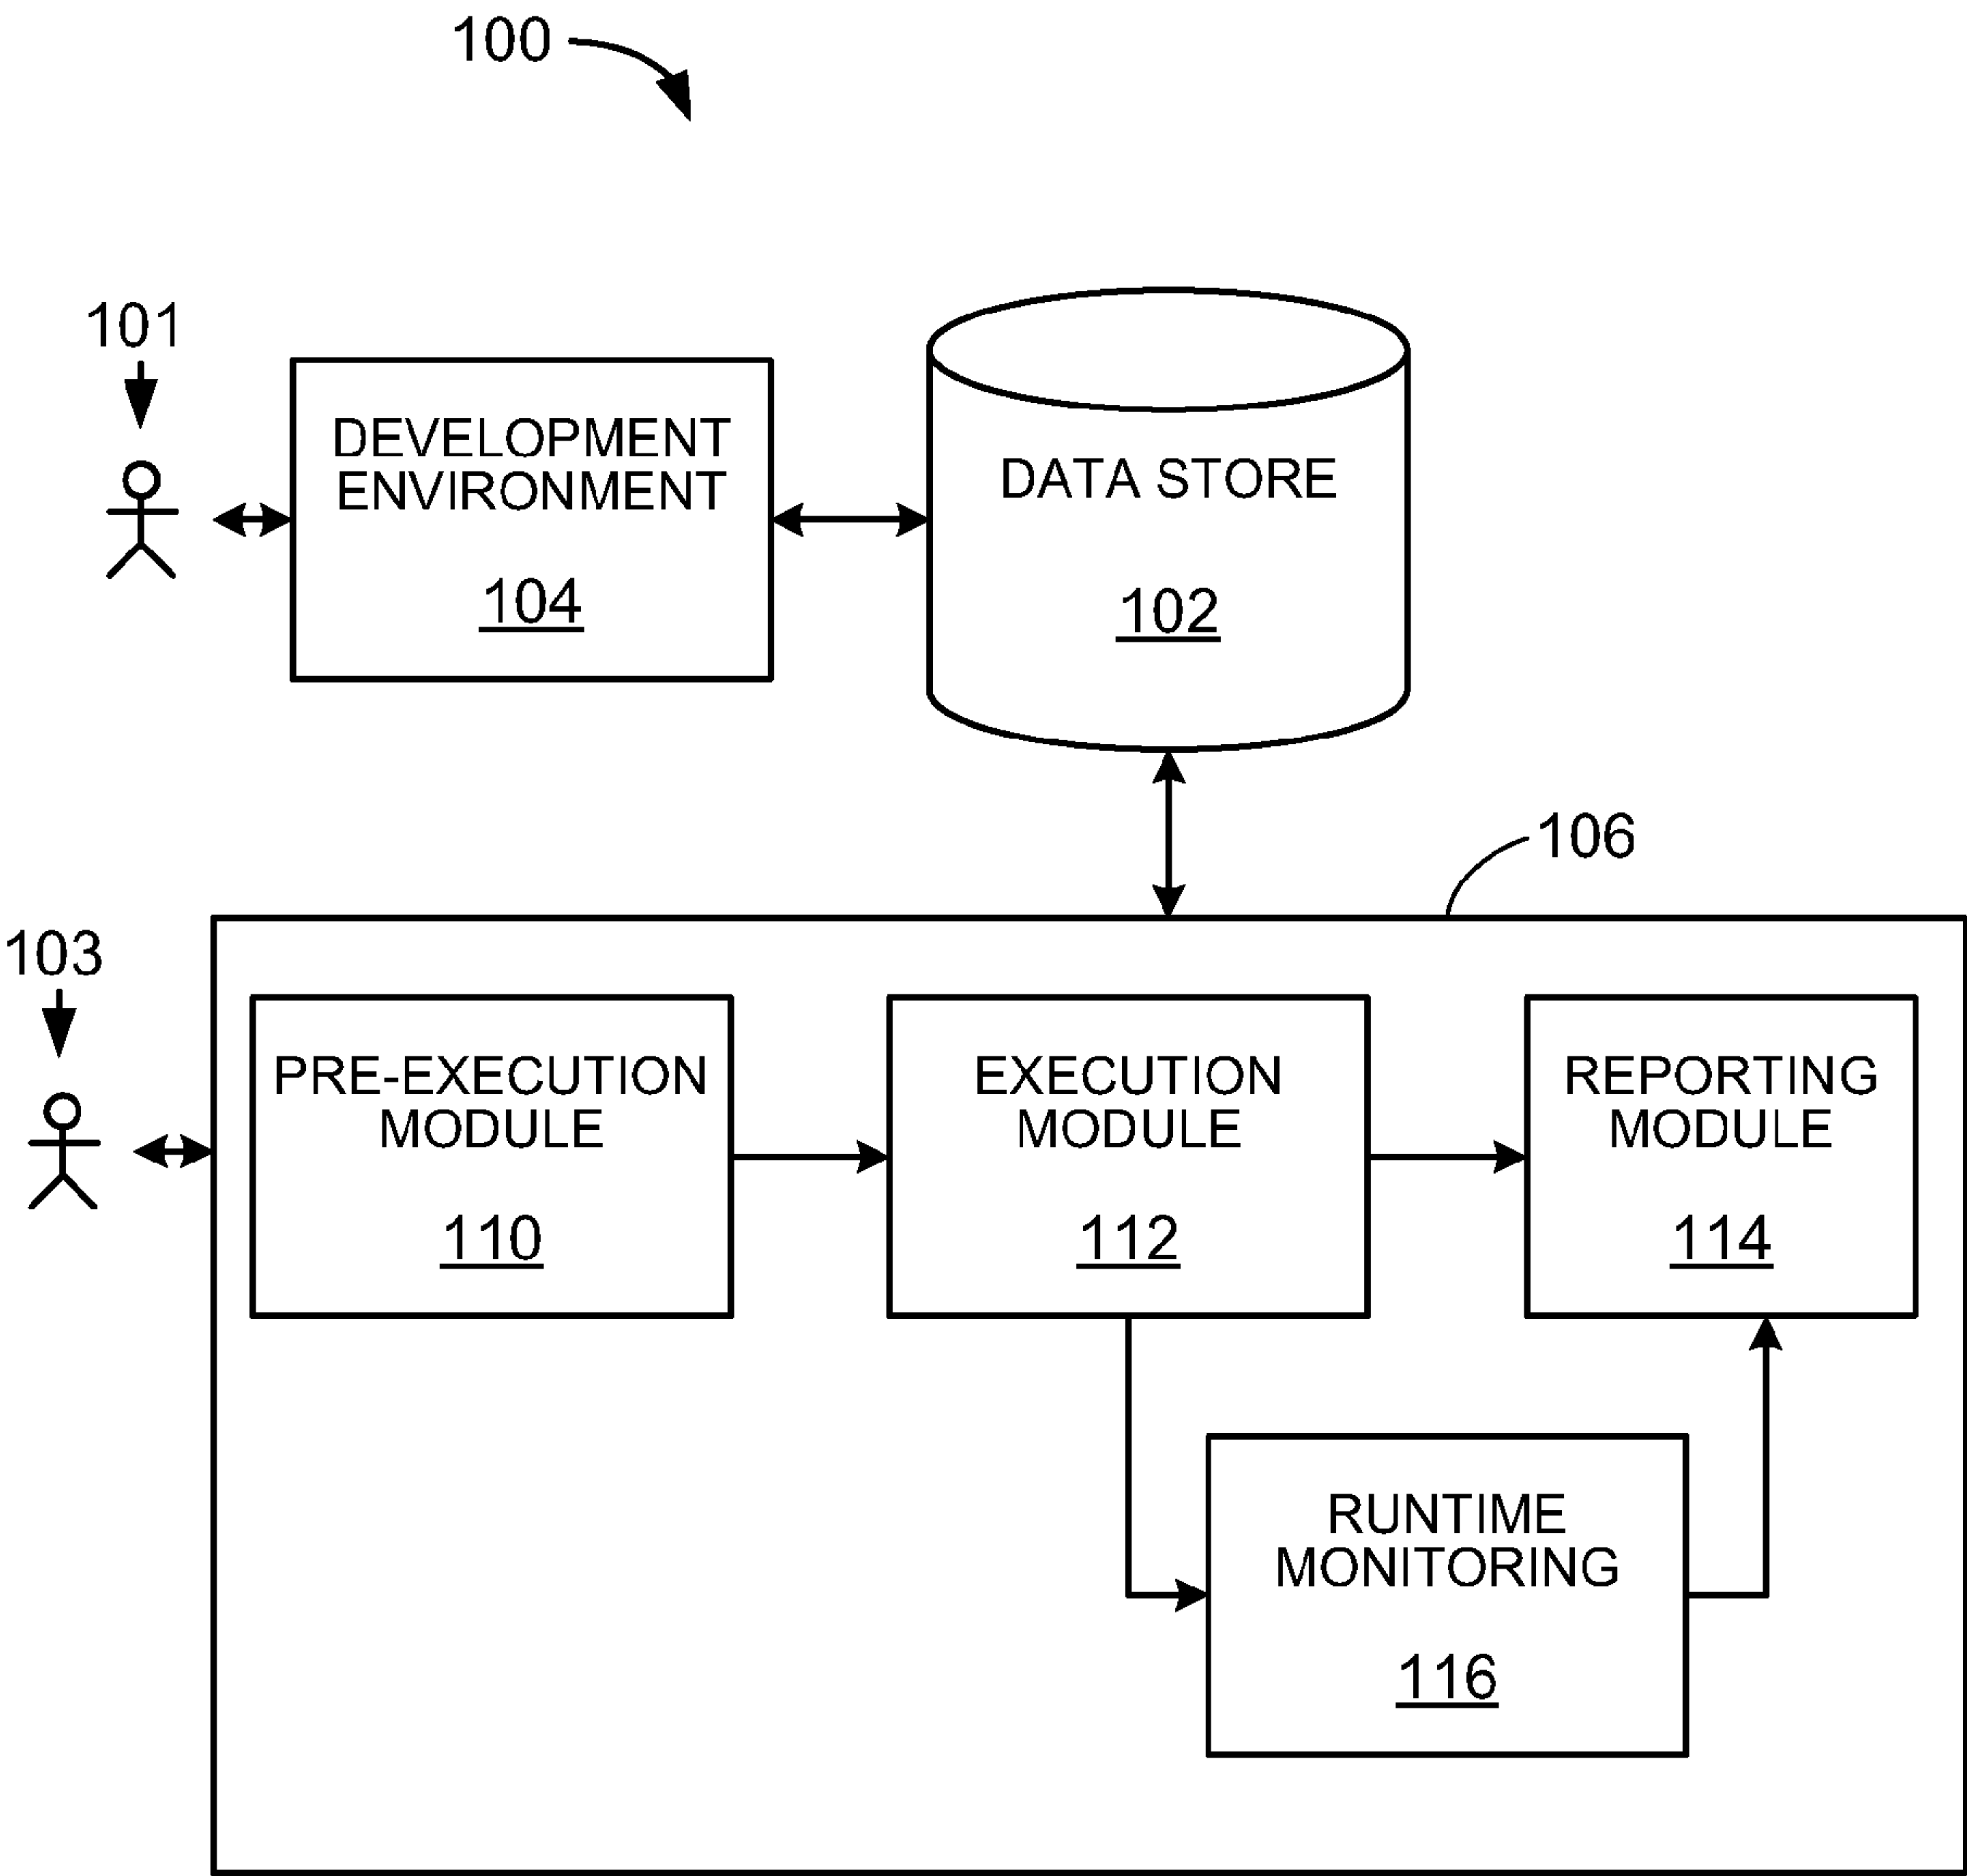 100
101
DEVELOPMENT
ENVIRONMENT
104
DATA STORE
102
106
103
PRE-EXECUTION
MODULE
110
EXECUTION
MODULE
112
REPORTING
MODULE
114
RUNTIME
MONITORING
116